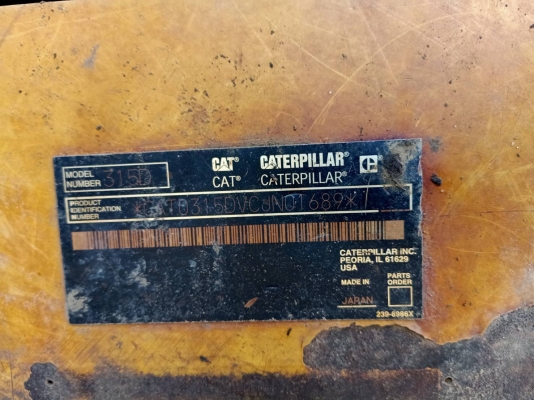 MODEL NUMBER 315D
CAT® CATERPILLAR®
CAT® CATERPILLAR®
PRODUCT IDENTIFICATION NUMBER
CATERPILLAR INC.
PEORIA, IL 61629
USA
MADE IN JAPAN
PARTS ORDER
239-6986X